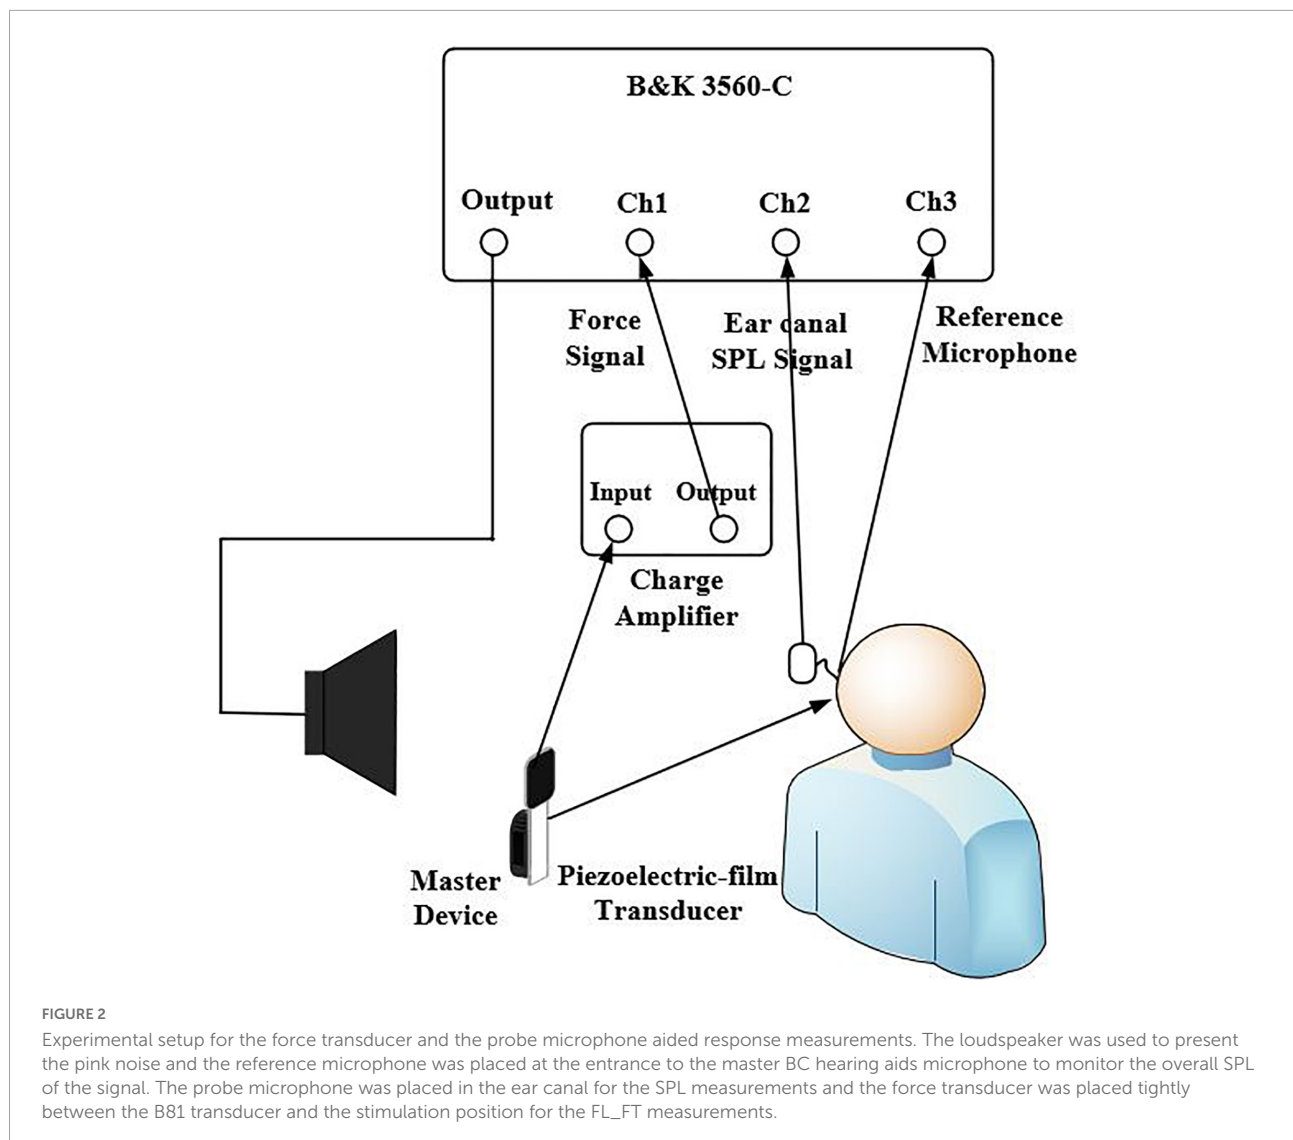 B&K 3560-C
Output
Ch1
Ch2
Ch3
Force
Signal
Ear canal
SPL Signal
Reference
Microphone
Input
Output
Charge
Amplifier
Master
Device
Piezoelectric-film
Transducer
FIGURE 2
Experimental setup for the force transducer and the probe microphone aided response measurements. The loudspeaker was used to present
the pink noise and the reference microphone was placed at the entrance to the master BC hearing aids microphone to monitor the overall SPL
of the signal. The probe microphone was placed in the ear canal for the SPL measurements and the force transducer was placed tightly
between the B81 transducer and the stimulation position for the FL_FT measurements.